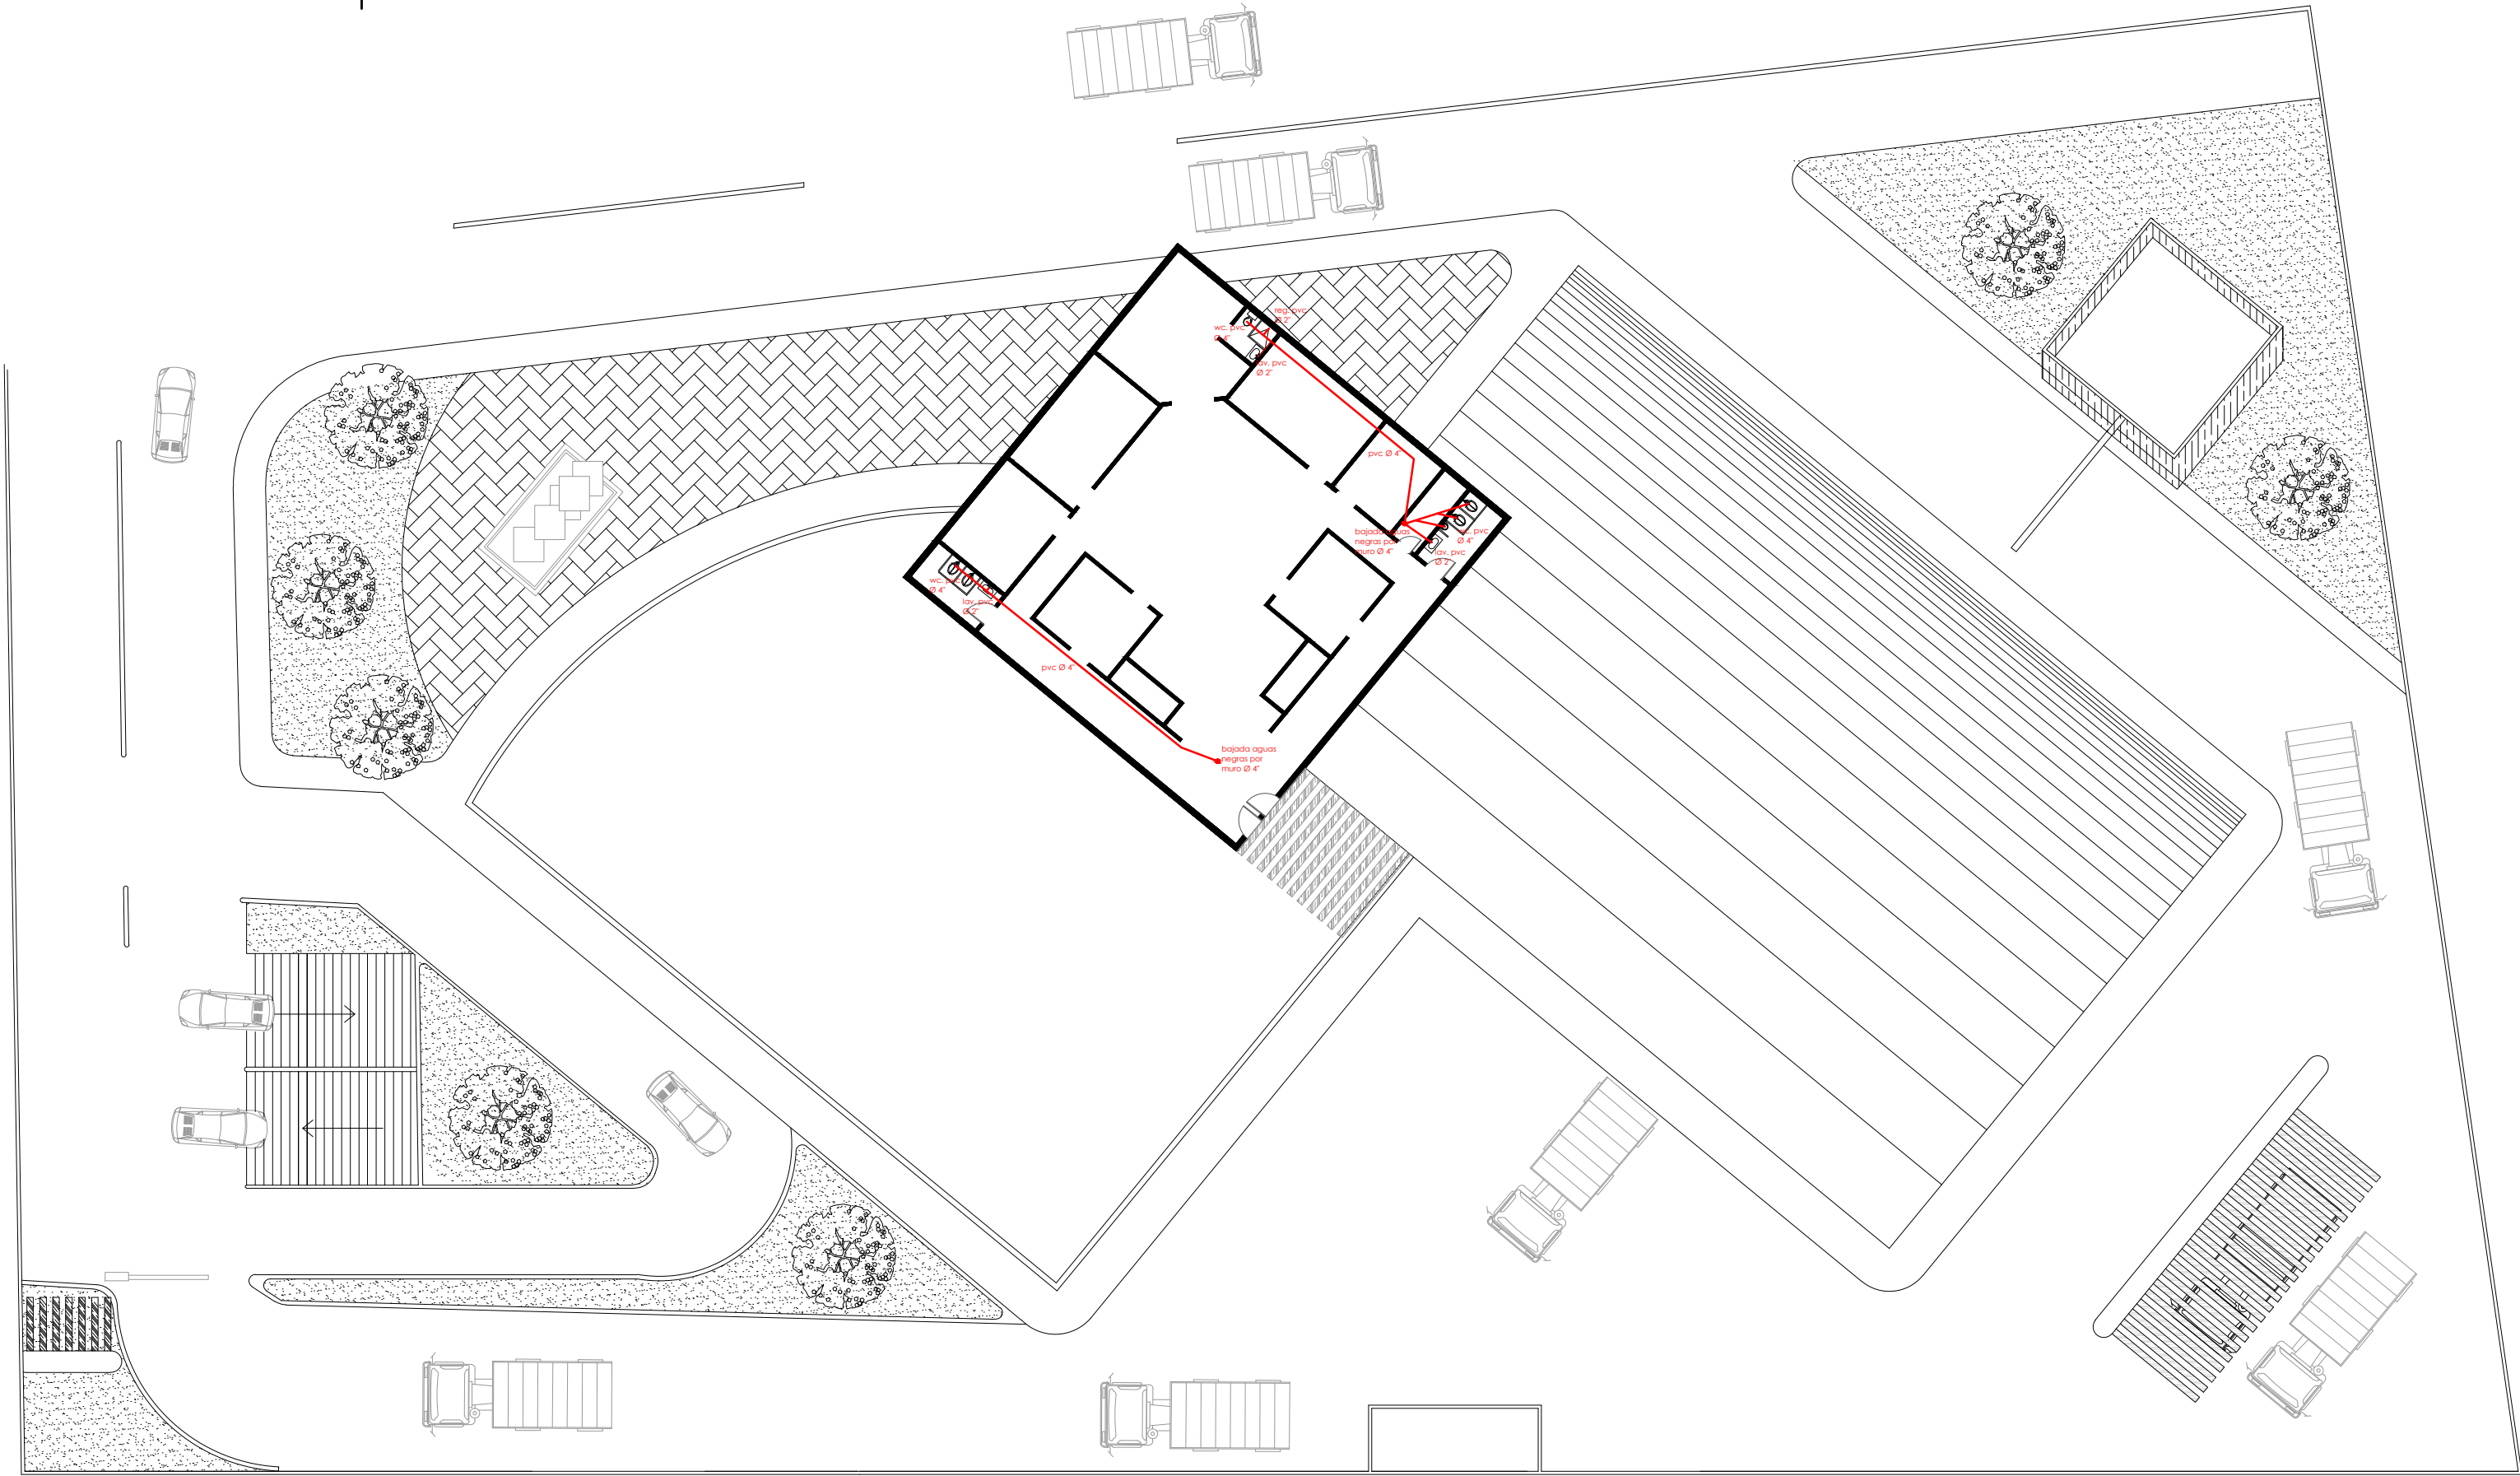 reg. pvc
Ø 2"
wc. pvc
Ø 4"
lav. pvc
Ø 2"
pvc Ø 4"
bajada aguas
negras por
muro Ø 4"
wc. pvc
Ø 4"
lav. pvc
Ø 2"
wc. pvc
Ø 4"
lav. pvc
Ø 2"
pvc Ø 4"
bajada aguas
negras por
muro Ø 4"